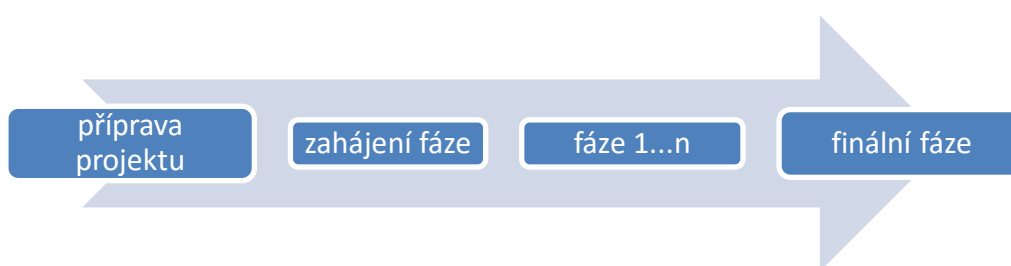 příprava
projektu
zahájení fáze
fáze 1...n
finální fáze